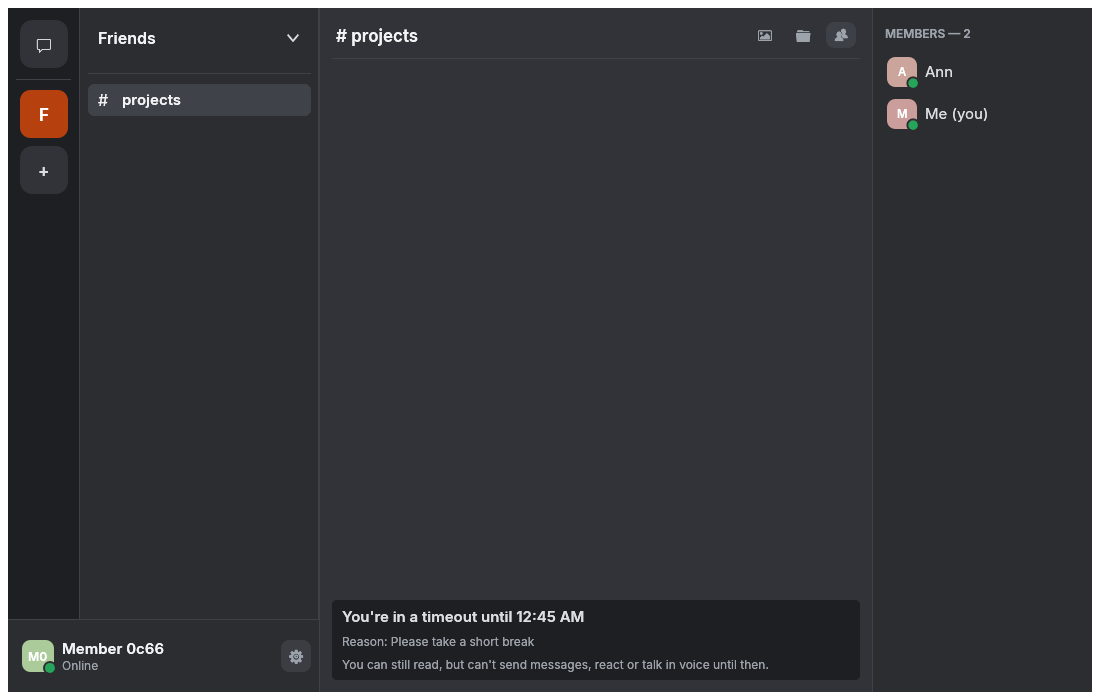 F
+
Friends
# projects
# projects
You're in a timeout until 12:45 AM
Reason: Please take a short break
You can still read, but can't send messages, react or talk in voice until then.
MEMBERS — 2
A Ann
M Me (you)
M0 Member 0c66
Online